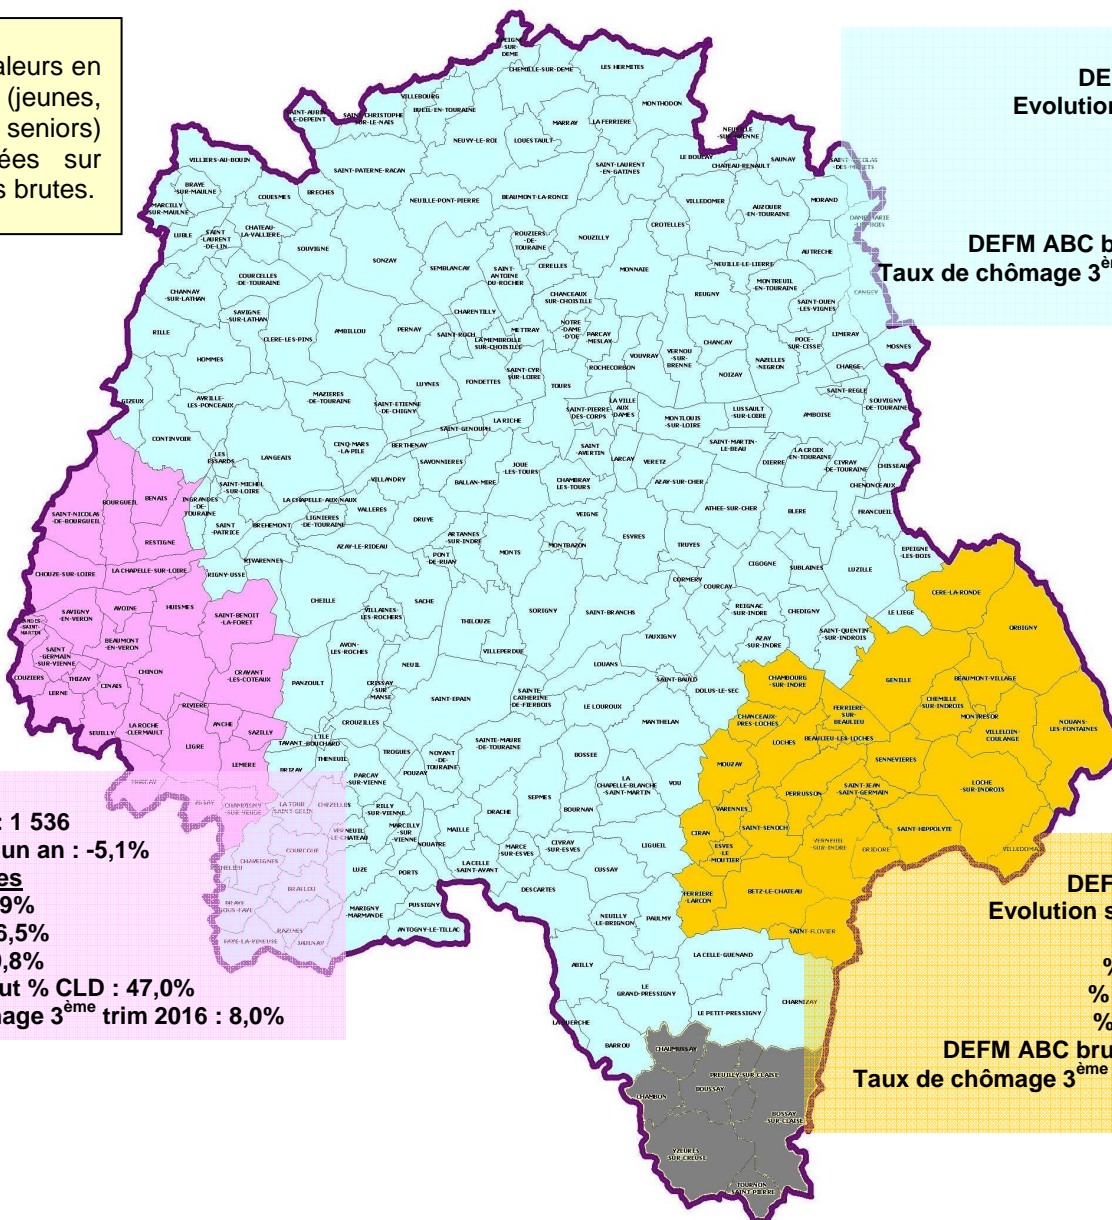 aleurs en
(jeunes,
seniors)
ées sur
s brutes.
DE
Evolution
DEFM ABC b
Taux de chômage 3èm
EPEIGNE
-SUR-
DEME
CHEMILLE-SUR-DEME
LES HERMITES
VILLEBOURG
BUEIL-EN-TOURAINE
MONTHODON
SAINT-AUBIN
-LE-DEPEINT
SAINT-CHRISTOPHE
-SUR-LE-NAIS
MARRAY
LA FERRIERE
NEUVY-LE-ROI
LOUESTAULT
LE BOULAY
CHATEAU-RENAULT
SAUNAY
VILLIERS-AU-BOUIN
SAINT-PATERNE-RACAN
SAINT-LAURENT
-EN-GATINES
BRAYE
-SUR-MAULNE
MARCILLY
-SUR-MAULNE
COUESMES
BRECHES
NEUILLE-PONT-PIERRE
BEAUMONT-LA-RONCE
VILLEDOMER
AUZOUER
-EN-TOURAINE
MORAND
LUBLE
SAINT
-LAURENT
-DE-LIN
CHATEAU-
LA-VALLIERE
SOUVIGNE
ROUZIERS
-DE-
TOURAINE
NOUZILLY
CROTELLES
AUTRECHE
SONZAY
SEMBLANCAY
SAINT-
ANTOINE
DU-ROCHER
CERELLES
MONNAIE
NEUILLE-LE-LIERRE
COURCELLES
-DE-TOURAINE
CHANNAY
-SUR-LATHAN
CHANCEAUX
-SUR-CHOISILLE
REUGNY
MONTREUIL
-EN-TOURAINE
CANGEY
SAVIGNE
-SUR-LATHAN
CHARENTILLY
SAINT-OUEN
-LES-VIGNES
RILLE
AMBILLOU
PERNAY
SAINT-ROCH
LA MEMBROLLE
SUR-CHOISILLE
METTRAY
NOTRE
-DAME
-D'OE
PARCAY
-MESLAY
CLERE-LES-PINS
VOUVRAY
VERNOU
-SUR-
BRENNE
CHANCAY
POCE-
SUR-CISSE
LIMERAY
MOSNES
HOMMES
ROCHECORBON
NOIZAY
NAZELLES
-NEGRON
CHARGE
SAINT-CYR
-SUR-LOIRE
TOURS
FONDETTES
LUYNES
GIZEUX
AVRILLE
-LES-PONCEAUX
MAZIERES
-DE-TOURAINE
SAINT-ETIENNE
-DE-CHIGNY
SAINT-PIERRE
-DES-CORPS
LA VILLE
AUX
-DAMES
MONTLOUIS
-SUR-LOIRE
LUSSAULT
-SUR-LOIRE
AMBOISE
SAINT-REGLE
SOUVIGNY
-DE-TOURAINE
LA RICHE
SAINT-GENOUPH
CONTINVOIR
CINQ-MARS
-LA-PILE
BERTHENAY
SAVONNIERES
SAINT
-AVERTIN
LARCAY
VERETZ
SAINT-MARTIN-
LE-BEAU
DIERRE
LA CROIX
-EN-TOURAINE
CIVRAY
-DE-TOURAINE
CHISSEAU
LES
ESSARDS
LANGEAIS
JOUE
-LES-TOURS
CHENONCEAUX
BALLAN-MIRE
CHAMBRAY
-LES-TOURS
AZAY-SUR-CHER
SAINT-MICHEL
-SUR-LOIRE
VILLANDRY
BOURGUEIL
BENAIS
INGRANDES
-DE-
TOURAINE
LA CHAPELLE-AUX-NAUX
LIGNIERES
-DE-TOURAINE
VALLERES
ATHEE-SUR-CHER
BLERE
FRANCUEIL
SAINT-NICOLAS
-DE-BOURGUEIL
SAINT
-PATRICE
BREHEMONT
DRUYE
VEIGNE
RESTIGNE
ARTANNES
-SUR-INDRE
ESVRES
TRUYES
AZAY-LE-RIDEAU
MONTS
MONTBAZON
EPEIGNE
-LES-BOIS
CHOUZE-SUR-LOIRE
LA CHAPELLE-SUR-LOIRE
RIVARENNES
RIGNY-USSE
PONT
-DE-RUAN
CIGOGNE
SUBLAINES
LUZILLE
CORMERY
COURCAY
CHEILLE
SACHE
CERE-LA-RONDE
SAVIGNY
-EN-VERON
AVOINE
HUISMES
SAINT-BENOIT
-LA-FORET
VILLAINES
-LES-ROCHERS
THILOUZE
SORIGNY
SAINT-BRANCHS
REIGNAC
-SUR-INDRE
CHEDIGNY
LE LIEGE
ORBIGNY
TAUXIGNY
AZAY
-SUR-INDRE
SAINT-QUENTIN
-SUR-INDROIS
BEAUMONT
-EN-VERON
SAINT
GERMAIN
-SUR-VIENNE
AVON
-LES-ROCHES
VILLEPERDUE
COUZIERS
THIZAY
CHINON
CRAVANT
-LES-COTEAUX
NEUIL
LOUANS
SAINT-BAULD
GENILLE
BEAUMONT-VILLAGE
LERNE
CINAIS
PANZOULT
CRISSAY
-SUR-
MANSE
SAINT-EPAIN
SAINTE-
CATHERINE
DE-FIERBOIS
DOLUS-LE-SEC
CHAMBOURG
-SUR-INDRE
CHEMILLE
-SUR-INDROIS
MONTRESOR
NOUANS
-LES-FONTAINES
SEUILLY
LA ROCHE
-CLERMAULT
RIVIERE
ANCHE
SAZILLY
CROUZILLES
LE LOUROUX
MANTHELAN
CHANCEAUX
-PRES-LOCHES
FERRIERE
-SUR-
BEAULIEU
VILLELOIN-
COULANGE
LIGRE
TAVANT
L'ILE
-BOUCHARD
SAINTE-MAURE
-DE-TOURAINE
LOCHES
BEAULIEU-LES-LOCHES
LEMERE
THENEUIL
TROGUES
NOYANT
-DE-
TOURAINE
BOSSEE
MOUZAY
SENNEVIERES
BRIZAY
PARCAY
-SUR-VIENNE
POUZAY
LA
CHAPELLE-BLANCHE
-SAINT-MARTIN
VOU
PERRUSSON
SAINT-JEAN
-SAINT-GERMAIN
LOCHE
-SUR-INDROIS
CHAMPIGNY
-SUR-VEUDE
LA TOUR
-SAINT-GELIN
RILLY
-SUR-VIENNE
SEPMES
BOURNAN
VARENNES
SAINT-SENOCH
SAINT-HIPPOLYTE
VERNEUIL
-LE-CHATEAU
MARCILLY
-SUR-
VIENNE
DRACHE
CIRAN
ESVES
-LE-
MOUTIER
VERNEUIL
-SUR-INDRE
BRIDORE
VILLEDOMAIN
COURCOUE
NOUATRE
MAILLE
MARCE
-SUR-ESVES
CIVRAY
-SUR-ESVES
LIGUEIL
CHAVEIGNES
LUZE
PORTS
LA CELLE
-SAINT-AVANT
CUSSAY
BETZ-LE-CHATEAU
BRASLOU
DESCARTES
FERRIERE
-LARCON
MARIGNY
-MARMANDE
PUSSIGNY
NEUILLY
-LE-BRIGNON
PAULMY
SAINT-FLOVIER
ANTOGNY-LE-TILLAC
LA CELLE-GUENAND
ABILLY
LE
GRAND-PRESSIGNY
LE PETIT-PRESSIGNY
CHARNIZAY
LA GUERCHE
BARROU
CHAUMUSSAY
PREUILLY-SUR-CLAISE
BOUSSAY
CHAMBON
BOSSAY
-SUR-CLAISE
YZEURES
-SUR-CREUSE
TOURNON
-SAINT-PIERRE
: 1 536
un an : -5,1%
es
9%
6,5%
0,8%
ut % CLD : 47,0%
mage 3ème trim 2016 : 8,0%
DEF
Evolution s
%
%
%
DEFM ABC bru
Taux de chômage 3ème